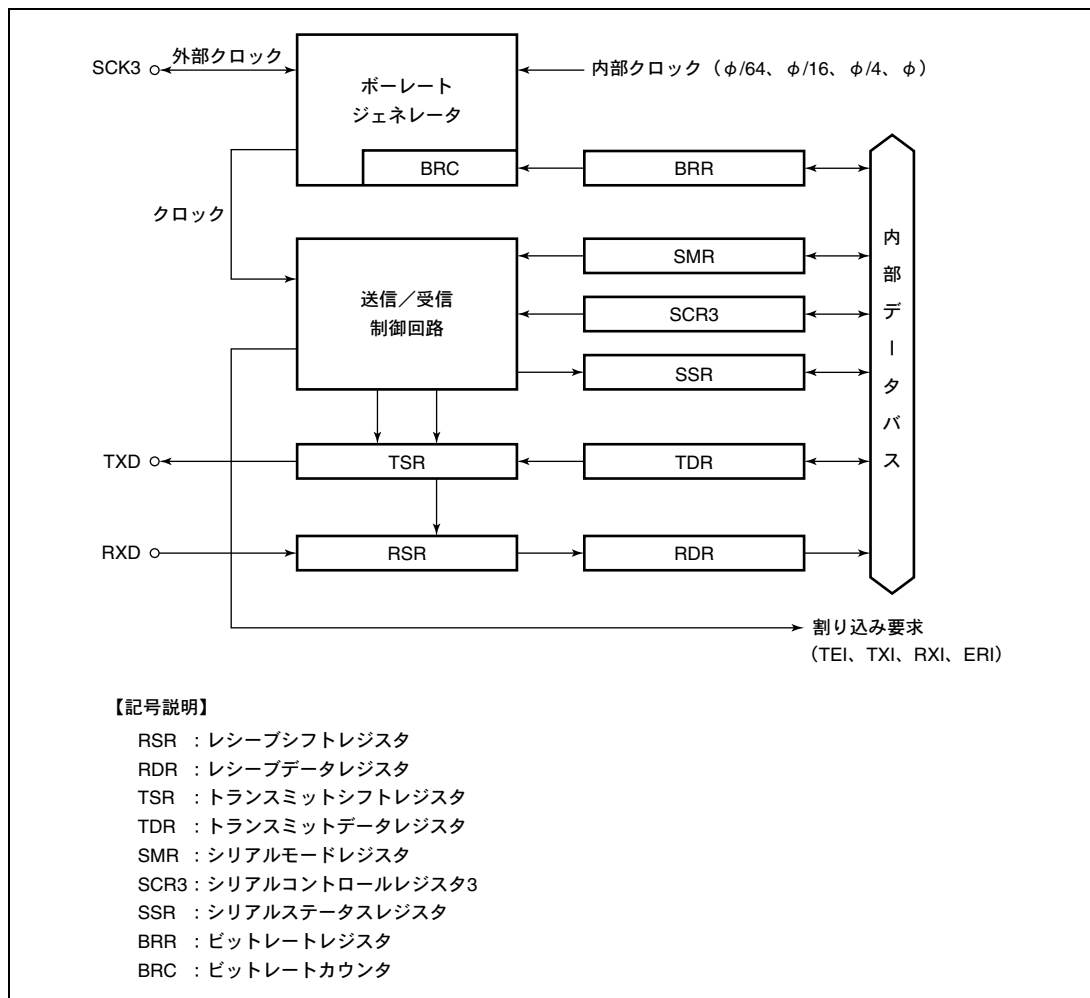 SCK3
外部クロック
ボーレート
ジェネレータ
内部クロック（φ/64、φ/16、φ/4、φ）
BRC
BRR
クロック
送信／受信
制御回路
SMR
SCR3
SSR
内部データバス
TXD
TSR
TDR
RXD
RSR
RDR
割り込み要求
（TEI、TXI、RXI、ERI）
【記号説明】
RSR ：レシーブシフトレジスタ
RDR ：レシーブデータレジスタ
TSR ：トランスミットシフトレジスタ
TDR ：トランスミットデータレジスタ
SMR ：シリアルモードレジスタ
SCR3：シリアルコントロールレジスタ3
SSR ：シリアルステータスレジスタ
BRR ：ビットレートレジスタ
BRC ：ビットレートカウンタ